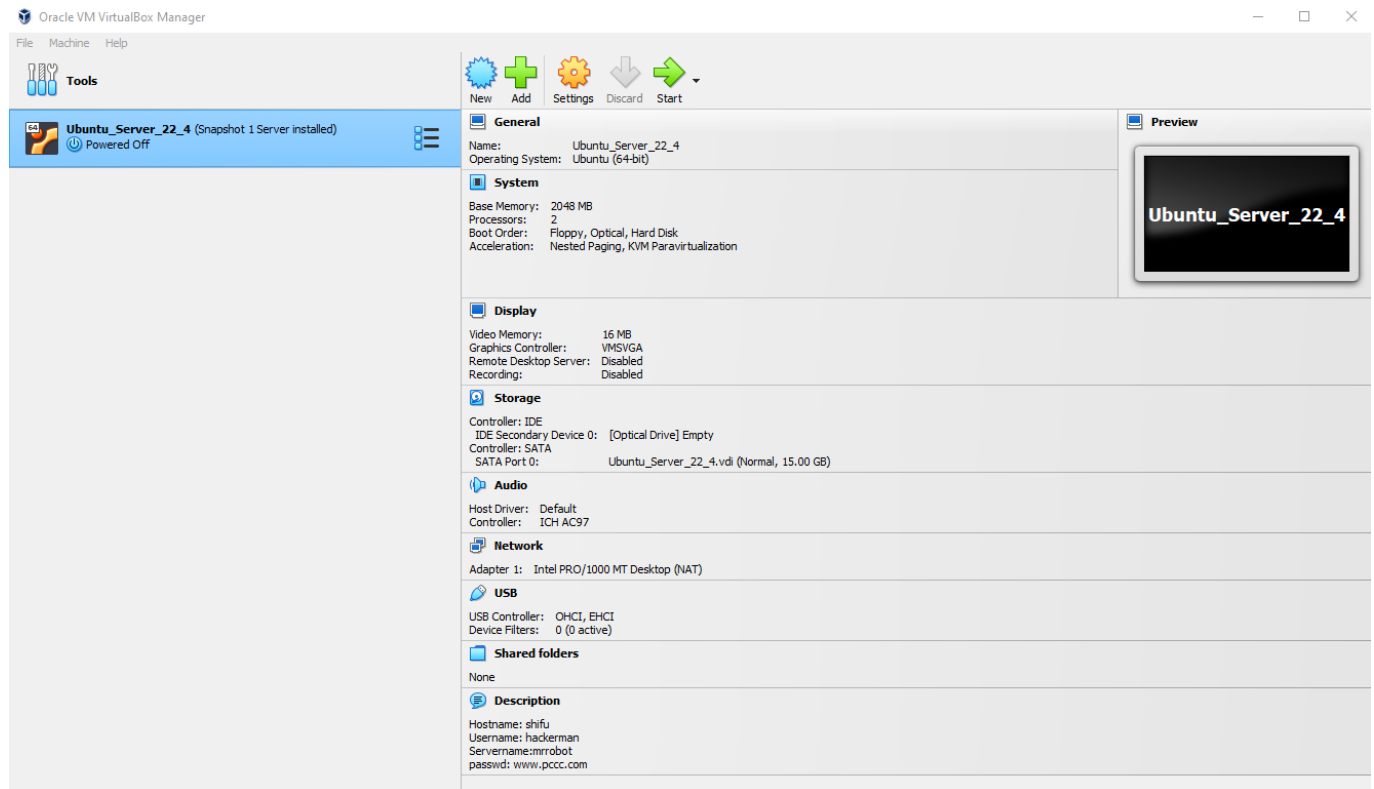 Oracle VM VirtualBox Manager
File Machine Help
Tools
New Add Settings Discard Start
64
Ubuntu_Server_22_4 (Snapshot 1 Server installed)
Powered Off
General
Name: Ubuntu_Server_22_4
Operating System: Ubuntu (64-bit)
Preview
Ubuntu_Server_22_4
System
Base Memory: 2048 MB
Processors: 2
Boot Order: Floppy, Optical, Hard Disk
Acceleration: Nested Paging, KVM Paravirtualization
Display
Video Memory: 16 MB
Graphics Controller: VMSVGA
Remote Desktop Server: Disabled
Recording: Disabled
Storage
Controller: IDE
IDE Secondary Device 0: [Optical Drive] Empty
Controller: SATA
SATA Port 0: Ubuntu_Server_22_4.vdi (Normal, 15.00 GB)
Audio
Host Driver: Default
Controller: ICH AC97
Network
Adapter 1: Intel PRO/1000 MT Desktop (NAT)
USB
USB Controller: OHCI, EHCI
Device Filters: 0 (0 active)
Shared folders
None
Description
Hostname: shifu
Username: hackerman
Servername:mrrobot
passwd: www.pccc.com